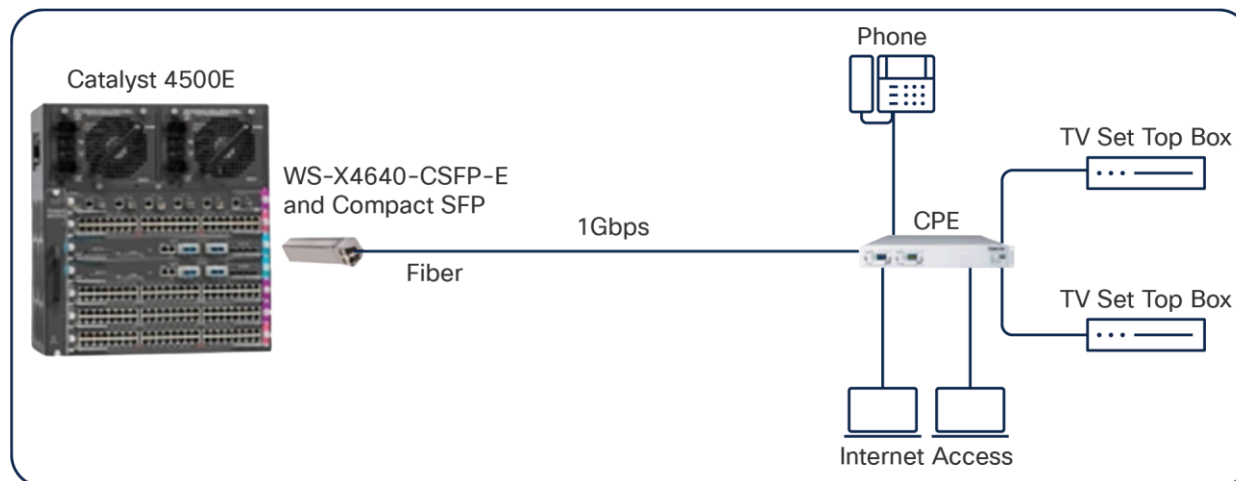 Phone
Catalyst 4500E
TV Set Top Box
WS-X4640-CSFP-E
and Compact SFP
1Gbps
CPE
Fiber
TV Set Top Box
Internet Access